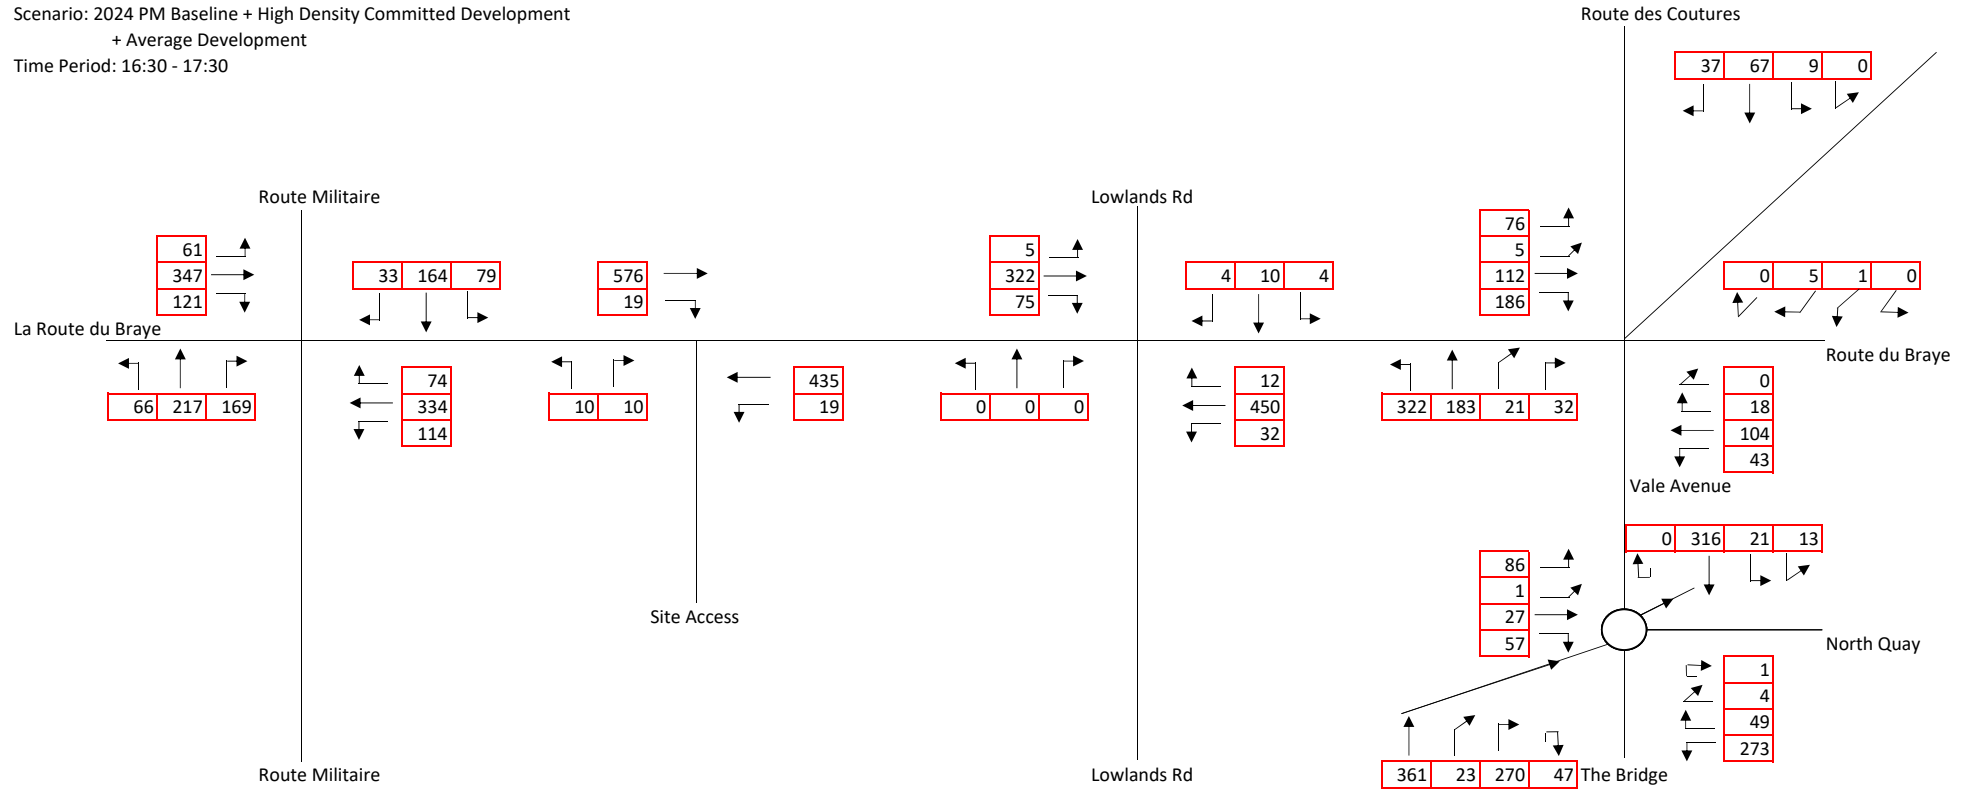 Scenario: 2024 PM Baseline + High Density Committed Development
+ Average Development
Time Period: 16:30 - 17:30
Route des Coutures
37 67 9 0
Route Militaire
Lowlands Rd
61
347
121
33 164 79
576
19
5
322
75
4 10 4
76
5
112
186
0 5 1 0
La Route du Braye
Route du Braye
66 217 169
74
334
114
10 10
435
19
0 0 0
12
450
32
322 183 21 32
0
18
104
43
Vale Avenue
0 316 21 13
86
1
27
57
Site Access
North Quay
1
4
49
273
361 23 270 47
Route Militaire
Lowlands Rd
The Bridge